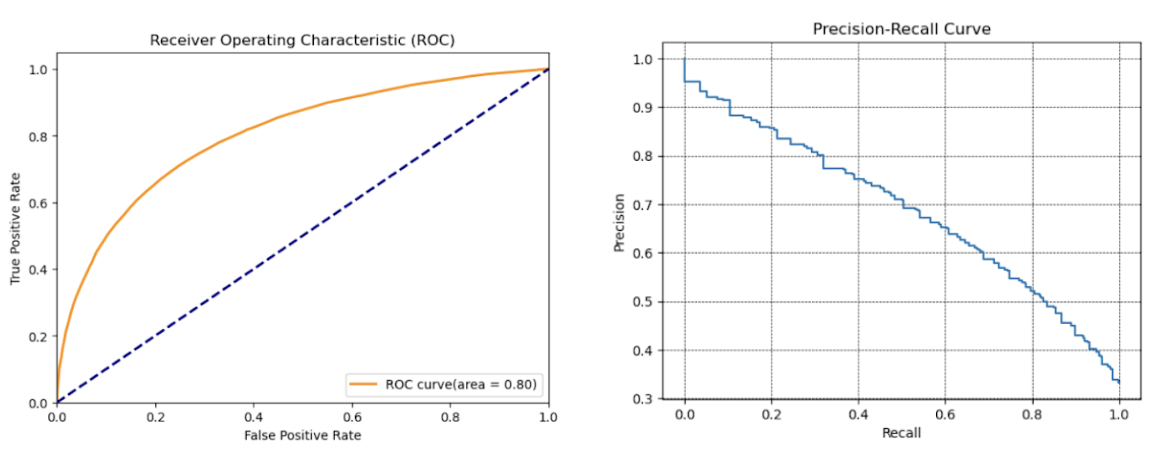 Receiver Operating Characteristic (ROC)
True Positive Rate
1.0
0.8
0.6
0.4
0.2
0.0
0.0 0.2 0.4 0.6 0.8 1.0
False Positive Rate
ROC curve(area = 0.80)
Precision-Recall Curve
Precision
1.0
0.9
0.8
0.7
0.6
0.5
0.4
0.3
0.0 0.2 0.4 0.6 0.8 1.0
Recall